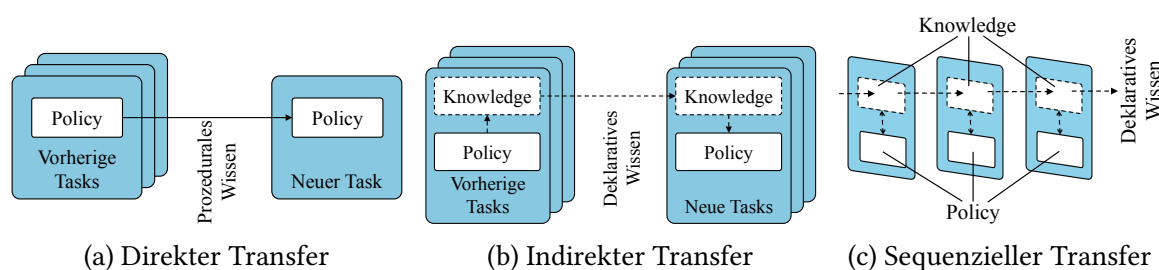 Policy
Vorherige
Tasks
Prozedurales
Wissen
Policy
Neuer Task
(a) Direkter Transfer
Knowledge
Policy
Vorherige
Tasks
Deklaratives
Wissen
Knowledge
Policy
Neue Tasks
(b) Indirekter Transfer
Knowledge
Policy
Deklaratives
Wissen
(c) Sequenzieller Transfer